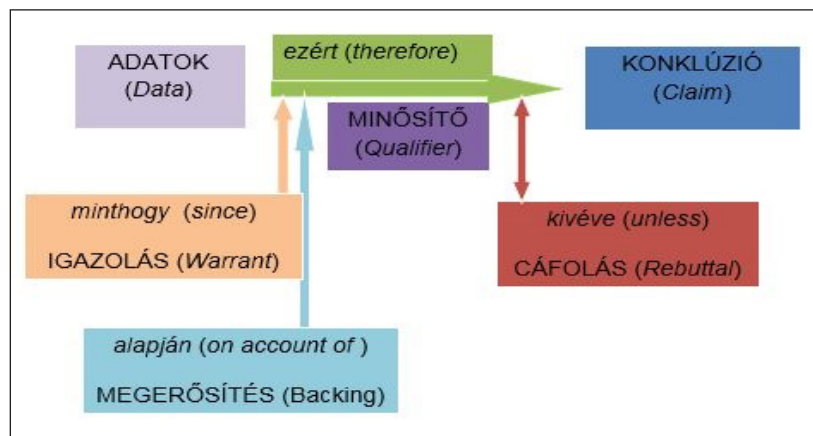 ADATOK
(Data)
ezért (therefore)
KONKLÚZIÓ
(Claim)
MINŐSÍTŐ
(Qualifier)
minthogy (since)
IGAZOLÁS (Warrant)
kivéve (unless)
CÁFOLÁS (Rebuttal)
alapján (on account of )
MEGERŐSÍTÉS (Backing)